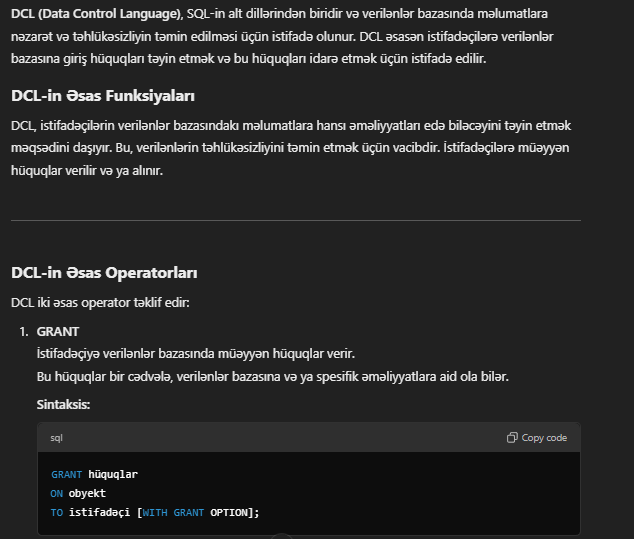 DCL (Data Control Language), SQL-in alt dillərindən biridir və verilənlər bazasında məlumatlara
nəzarət və təhlükəsizliyin təmin edilməsi üçün istifadə olunur. DCL əsasən istifadəçilərə verilənlər
bazasına giriş hüquqları təyin etmək və bu hüquqları idarə etmək üçün istifadə edilir.
DCL-in Əsas Funksiyaları
DCL, istifadəçilərin verilənlər bazasındakı məlumatlara hansı əməliyyatları edə biləcəyini təyin etmək
məqsədini daşıyır. Bu, verilənlərin təhlükəsizliyini təmin etmək üçün vacibdir. İstifadəçilərə müəyyən
hüquqlar verilir və ya alınır.
DCL-in Əsas Operatorları
DCL iki əsas operator təklif edir:
1. GRANT
İstifadəçiyə verilənlər bazasında müəyyən hüquqlar verir.
Bu hüquqlar bir cədvələ, verilənlər bazasına və ya spesifik əməliyyatlara aid ola bilər.
Sintaksis:
sql Copy code
GRANT hüquqlar
ON obyekt
TO istifadəçi [WITH GRANT OPTION];